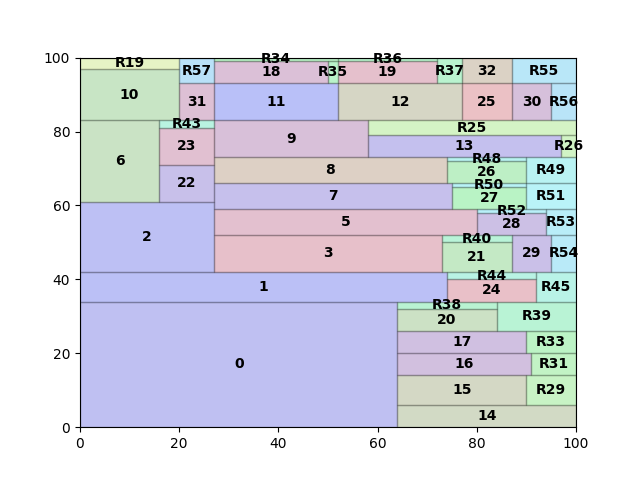 100
R19 R57 R34 R36
10 18 R35 19 R37 32 R55
31 11 12 25 30 R56
80
R43 R25
6 23 9 13 R26
22 8 R48 26 R49
60
7 R50 27 R51
2 5 R52 28 R53
3 R40 21 29 R54
40
1 R44 24 R45
R38 20 R39
20
0 17 R33
16 R31
15 R29
14
0
0 20 40 60 80 100